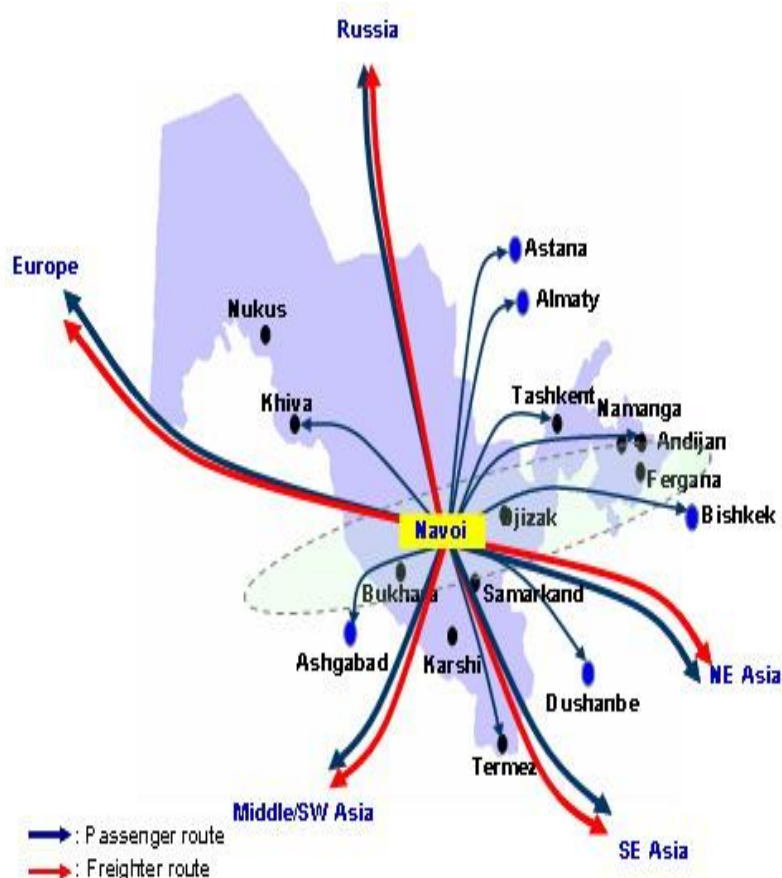 Russia
Astana
Europe
Almaty
Nukus
Tashkent
Namanga
Khiva
Andijan
Fergana
Bishkek
jizak
Navoi
Bukhara
Samarkand
Ashgabad
Karshi
NE Asia
Dushanbe
Termez
Middle/SW Asia
: Passenger route
SE Asia
: Freighter route